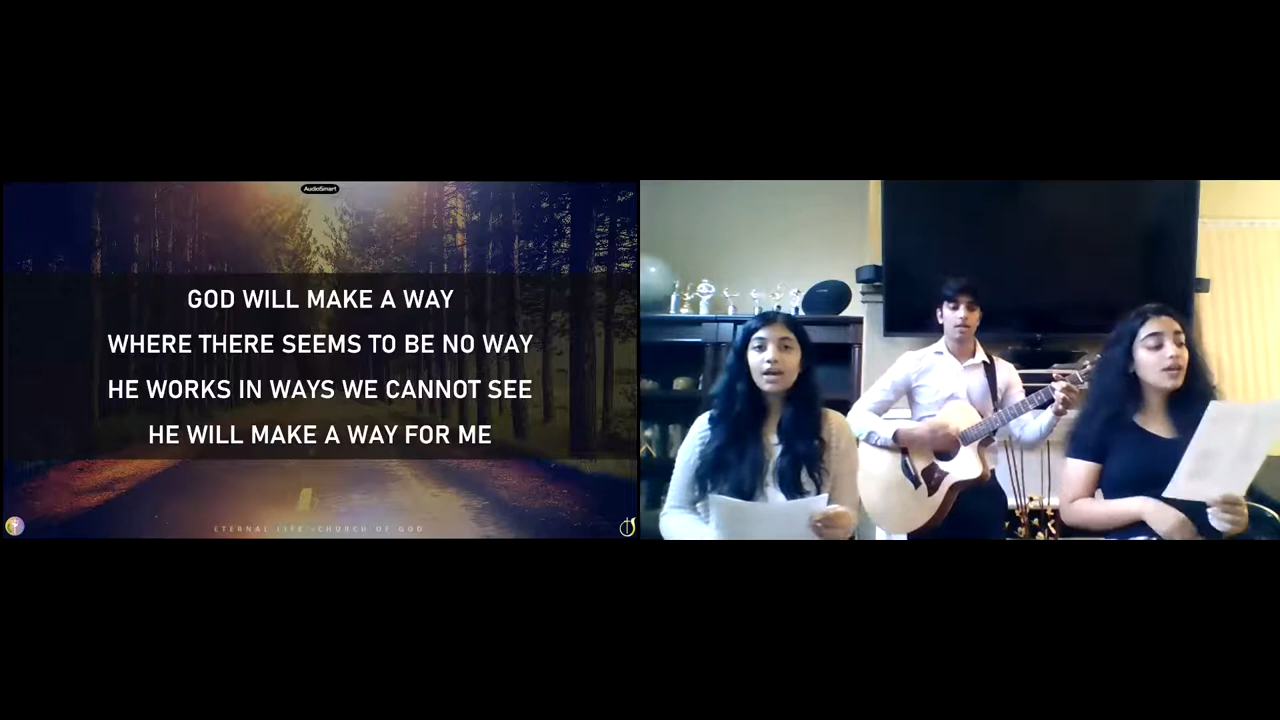 AudioSmart
GOD WILL MAKE A WAY
WHERE THERE SEEMS TO BE NO WAY
HE WORKS IN WAYS WE CANNOT SEE
HE WILL MAKE A WAY FOR ME
ETERNAL LIFE CHURCH OF GOD